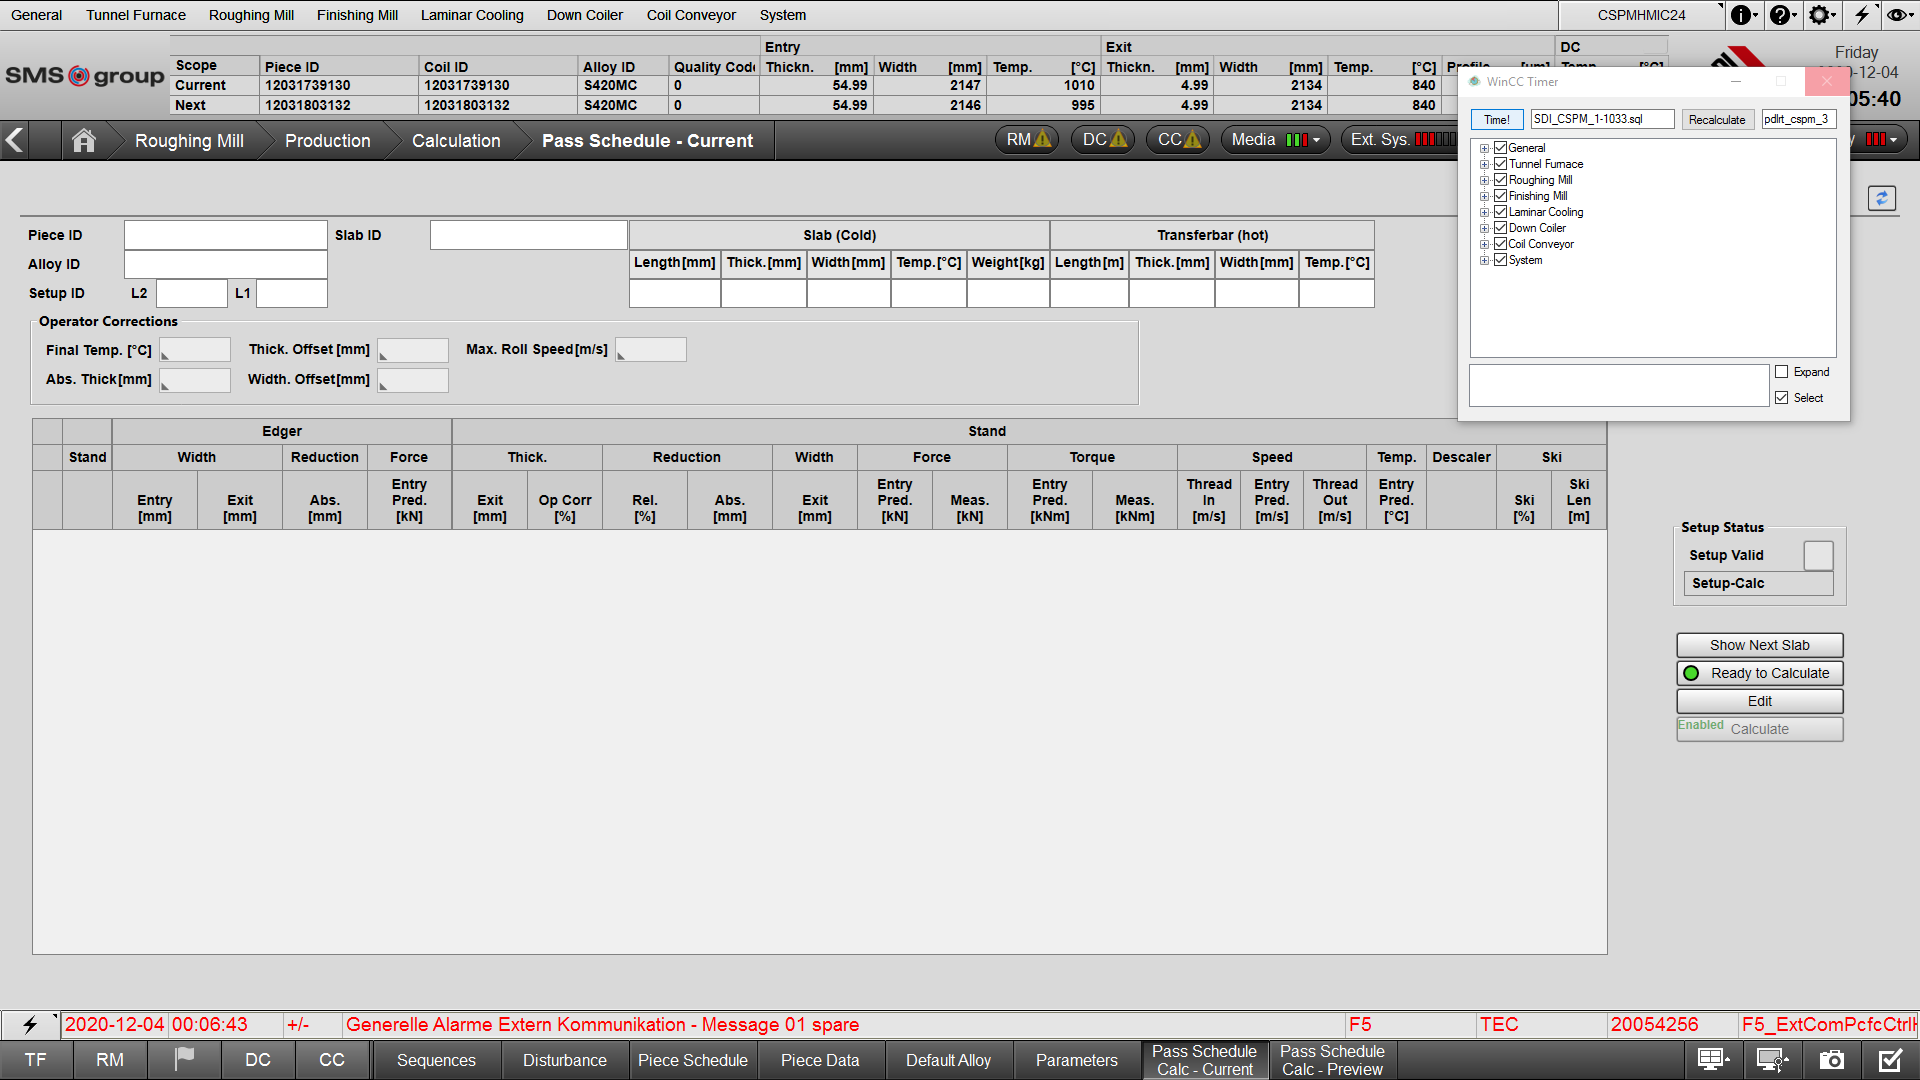 General Tunnel Furnace Roughing Mill Finishing Mill Laminar Cooling Down Coiler Coil Conveyor System CSPMHMIC24
Entry Exit DC
Scope Piece ID Coil ID Alloy ID Quality Thickn. [mm] Width [mm] Temp. [°C] Thickn. [mm] Width [mm] Temp. [°C]
Current 12031739130 12031739130 S420MC 0 54.99 2147 1010 4.99 2134 840
Next 12031803132 12031803132 S420MC 0 54.99 2146 995 4.99 2134 840
SMS group
Friday
-12-04
05:40
Roughing Mill Production Calculation Pass Schedule - Current RM DC CC Media Ext. Sys.
WinCC Timer
Time! SDI_CSPM_1-1033.sql Recalculate pdlrt_cspm_3
General
Tunnel Furnace
Roughing Mill
Finishing Mill
Laminar Cooling
Down Coiler
Coil Conveyor
System
Expand
Select
Piece ID Slab ID Slab (Cold) Transferbar (hot)
Alloy ID Length[mm] Thick.[mm] Width[mm] Temp.[°C] Weight[kg] Length[m] Thick.[mm] Width[mm] Temp.[°C]
Setup ID L2 L1
Operator Corrections
Final Temp. [°C] Thick. Offset [mm] Max. Roll Speed[m/s]
Abs. Thick[mm] Width. Offset[mm]
Edger Stand
Stand Width Reduction Force Thick. Reduction Width Force Torque Speed Temp. Descaler Ski
Entry [mm] Exit [mm] Abs. [mm] Entry Pred. [kN] Exit [mm] Op Corr [%] Rel. [%] Abs. [mm] Exit [mm] Entry Pred. [kN] Meas. [kN] Entry Pred. [kNm] Meas. [kNm] Thread In [m/s] Entry Pred. [m/s] Thread Out [m/s] Entry Pred. [°C] Ski [%] Ski Len [m]
Setup Status
Setup Valid
Setup-Calc
Show Next Slab
Ready to Calculate
Edit
Enabled Calculate
2020-12-04 00:06:43 +/- Generelle Alarme Extern Kommunikation - Message 01 spare F5 TEC 20054256 F5_ExtComPcfcCtrl
TF RM DC CC Sequences Disturbance Piece Schedule Piece Data Default Alloy Parameters Pass Schedule Calc - Current Pass Schedule Calc - Preview